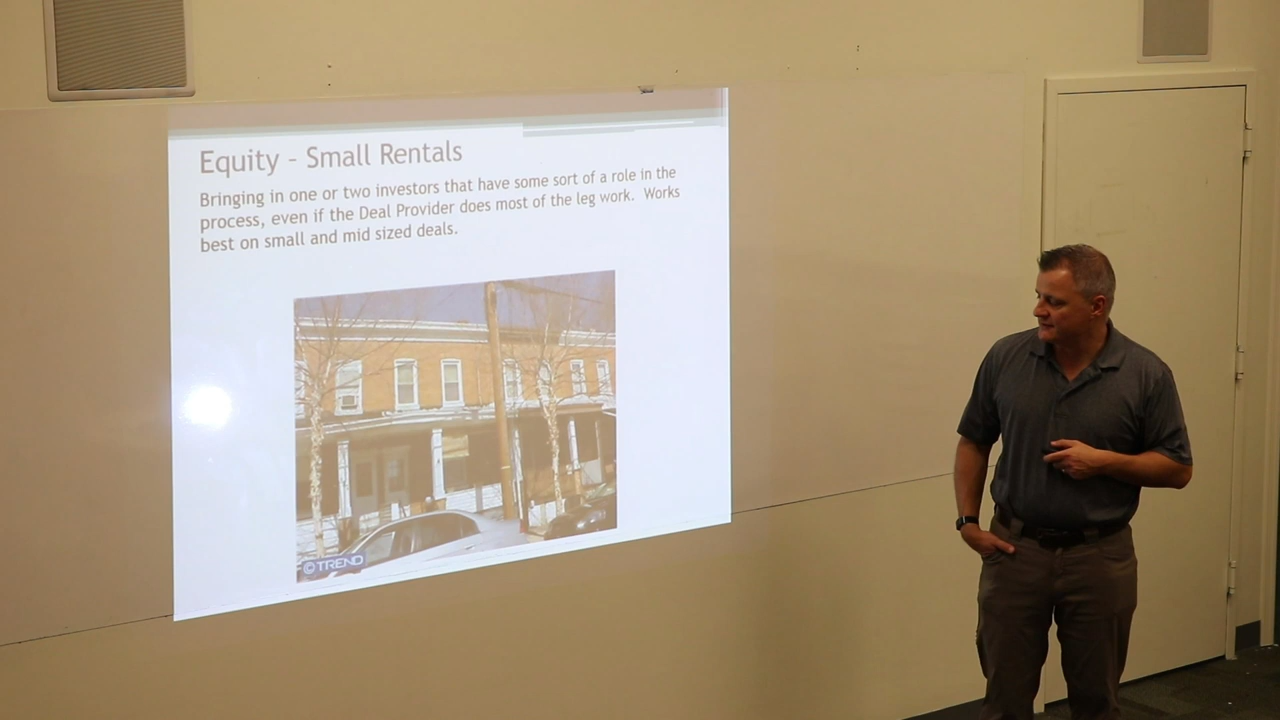 Equity - Small Rentals
Bringing in one or two investors that have some sort of a role in the
process, even if the Deal Provider does most of the leg work. Works
best on small and mid sized deals.
© TREND